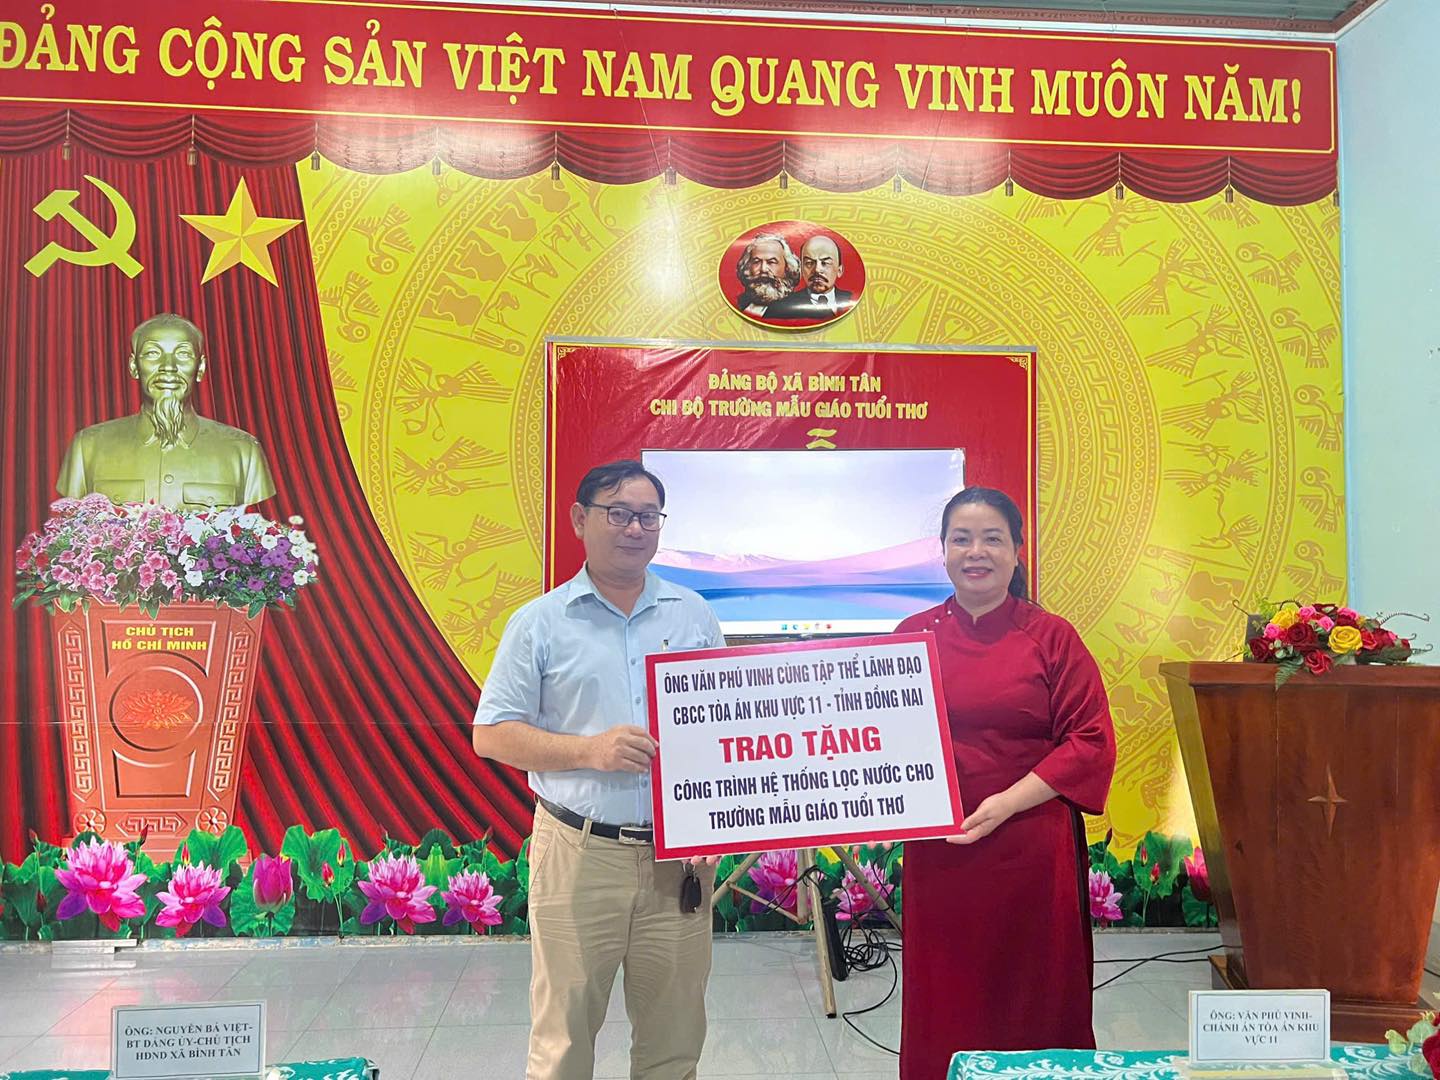 ĐẢNG CỘNG SẢN VIỆT NAM QUANG VINH MUÔN NĂM!
ĐẢNG BỘ XÃ BÌNH TÂN
CHI BỘ TRƯỜNG MẪU GIÁO TUỔI THƠ
CHỦ TỊCH
HỒ CHÍ MINH
ÔNG VĂN PHÚ VINH CÙNG TẬP THỂ LÃNH ĐẠO
CBCC TÒA ÁN KHU VỰC 11 - TỈNH ĐỒNG NAI
TRAO TẶNG
CÔNG TRÌNH HỆ THỐNG LỌC NƯỚC CHO
TRƯỜNG MẪU GIÁO TUỔI THƠ
ÔNG: NGUYỄN BÁ VIỆT-
BT ĐẢNG ỦY-CHỦ TỊCH
HĐND XÃ BÌNH TÂN
ÔNG: VĂN PHÚ VINH-
CHÁNH ÁN TÒA ÁN KHU
VỰC 11